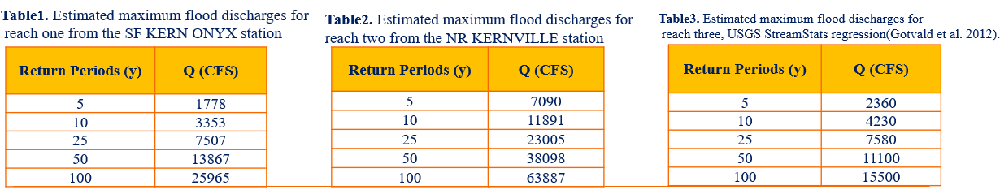 Table1. Estimated maximum flood discharges for
reach one from the SF KERN ONYX station
Return Periods (y) Q (CFS)
5 1778
10 3353
25 7507
50 13867
100 25965
Table2. Estimated maximum flood discharges for
reach two from the NR KERNVILLE station
Return Periods (y) Q (CFS)
5 7090
10 11891
25 23005
50 38098
100 63887
Table3. Estimated maximum flood discharges for
reach three, USGS StreamStats regression(Gotvald et al. 2012).
Return Periods (y) Q (CFS)
5 2360
10 4230
25 7580
50 11100
100 15500